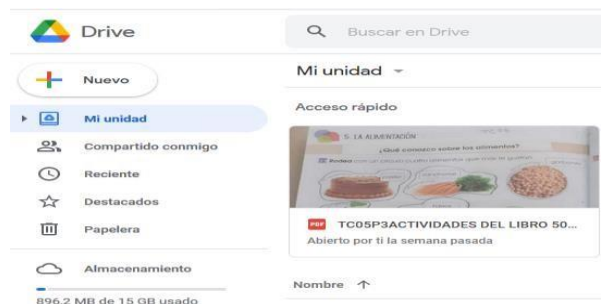 Drive
Buscar en Drive
Nuevo
Mi unidad
Compartido conmigo
Reciente
Destacados
Papelera
Almacenamiento
896.2 MB de 15 GB usado
Mi unidad
Acceso rápido
5. LA ALIMENTACIÓN
¿Qué conozco sobre los alimentos?
Rodea
PDF TC05P3ACTIVIDADES DEL LIBRO 50...
Abierto por ti la semana pasada
Nombre ↑